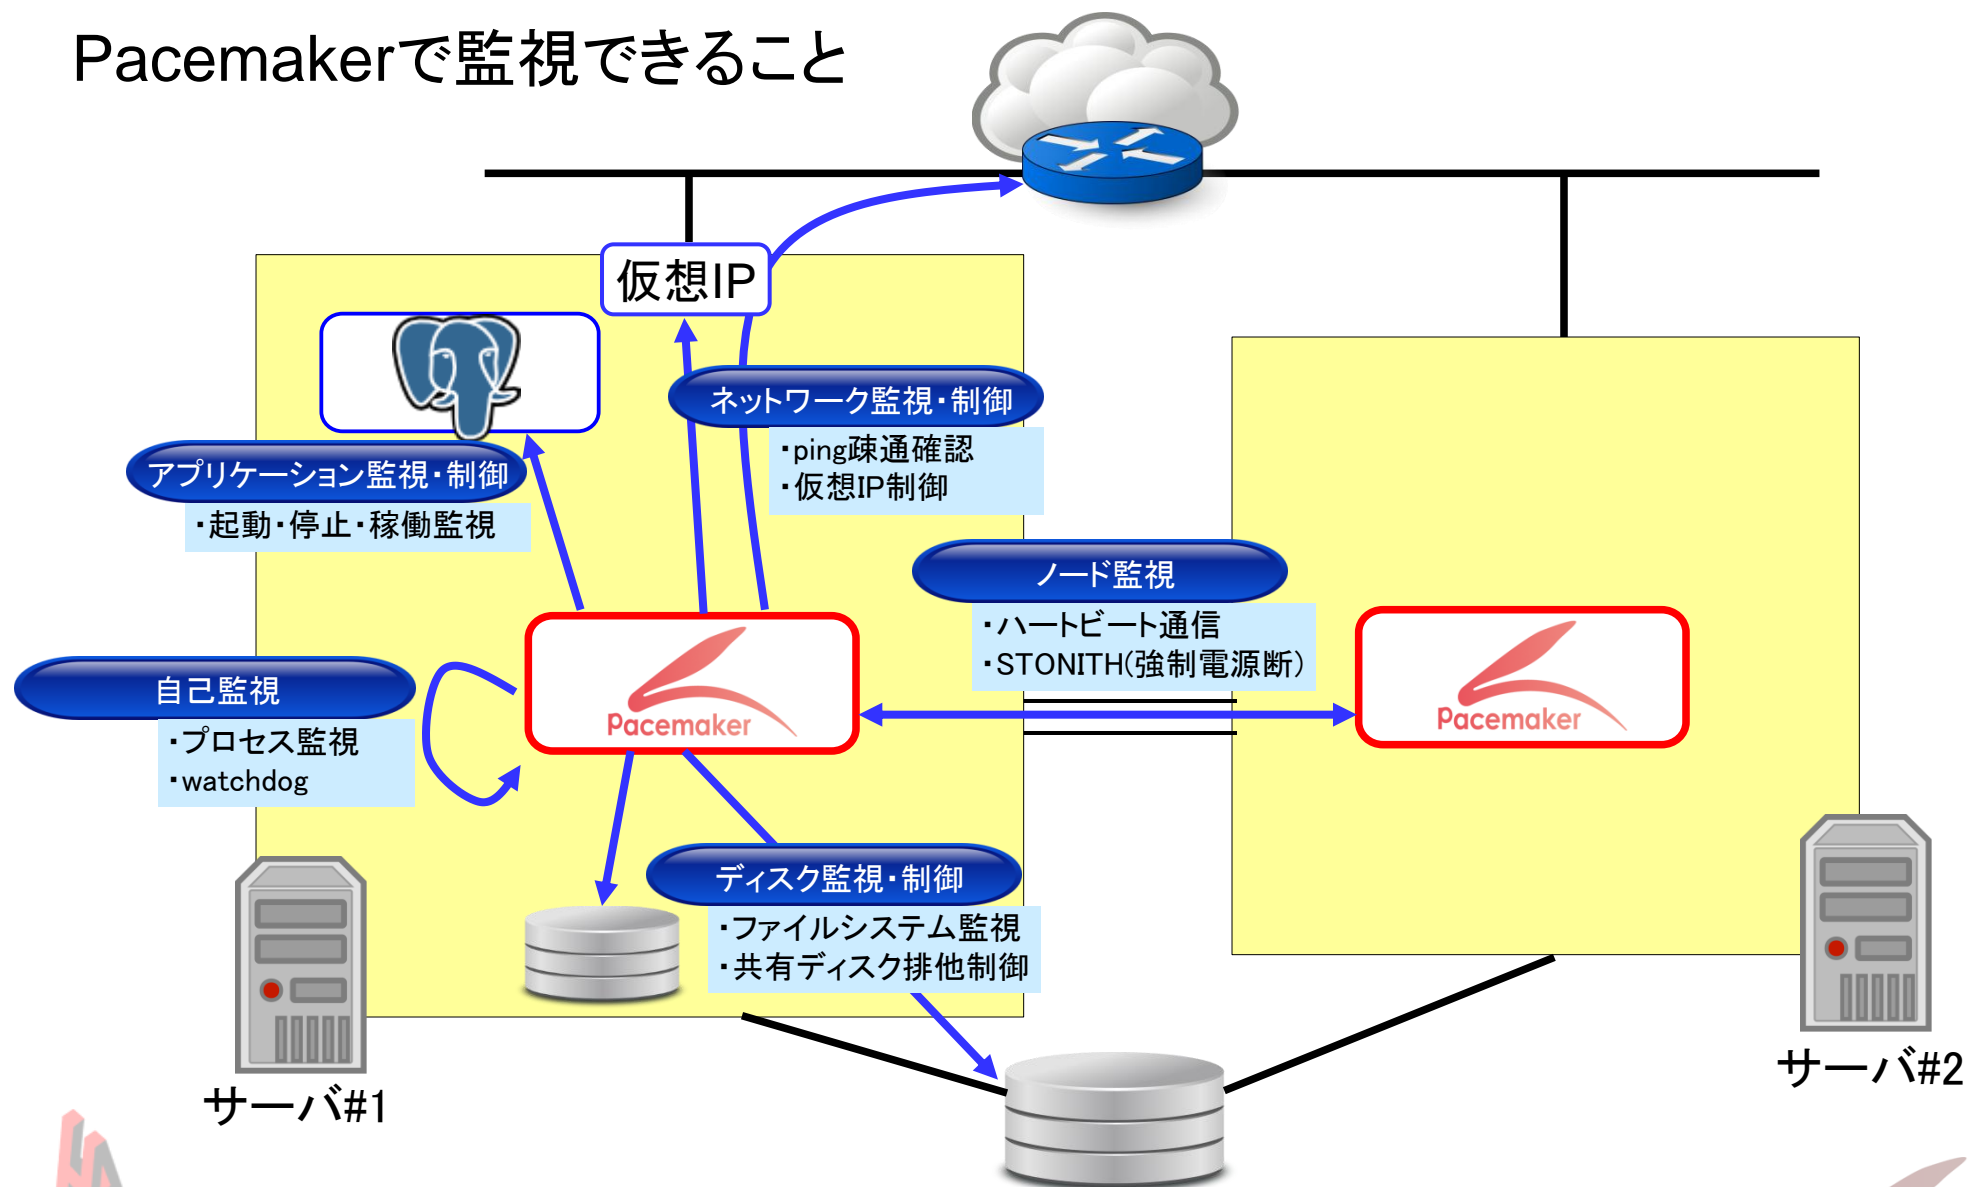 Pacemakerで監視できること
仮想IP
ネットワーク監視・制御
・ping疎通確認
・仮想IP制御
アプリケーション監視・制御
・起動・停止・稼働監視
ノード監視
・ハートビート通信
・STONITH(強制電源断)
自己監視
・プロセス監視
・watchdog
Pacemaker
Pacemaker
ディスク監視・制御
・ファイルシステム監視
・共有ディスク排他制御
サーバ#1
サーバ#2